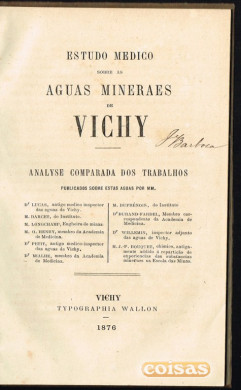 ESTUDO MEDICO
SOBRE AS
AGUAS MINERAES
DE
VICHY
J Barboza
ANALYSE COMPARADA DOS TRABALHOS
PUBLICADOS SOBRE ESTAS AGUAS POR MM.
Dr LUCAS, antigo medico inspector das aguas de Vichy.
M. DARCET, do Instituto.
M. LONGCHAMP, Engheiro de minas
M. O. HENRY, membro da Academia de Medicina.
Dr PETIT, antigo medico inspector das aguas de Vichy.
Dr MIALHE, membro da Academia de Medicina.
M. DUFRÉNOY, do Instituto
Dr DURAND-FARDEL, Membro correspondente da Academia de Medicina.
Dr WILLEMIN, inspector adjunto das aguas de Vichy.
M. J.-P. BOUQUET, chimico, antigamente addido a repartição de experiencias das substancias mineraes na Escola das Minas.
VICHY
TYPOGRAPHIA WALLON
1876
coisas